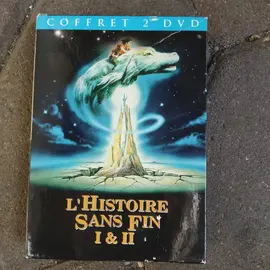 COFFRET 2 DVD
L'HISTOIRE
SANS FIN
I & II